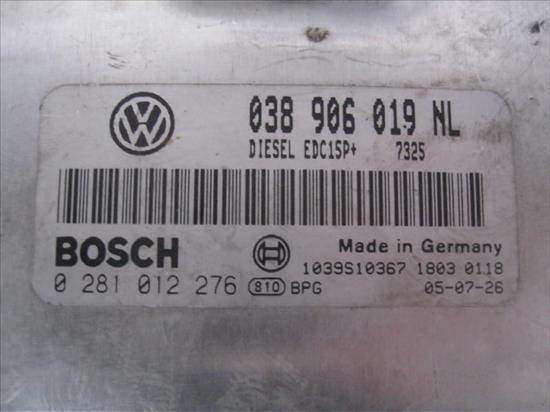 038 906 019 NL
DIESEL EDC15P+ 7325
BOSCH
Made in Germany
1039S10367 1803 0118
0 281 012 276 810 BPG 05-07-26